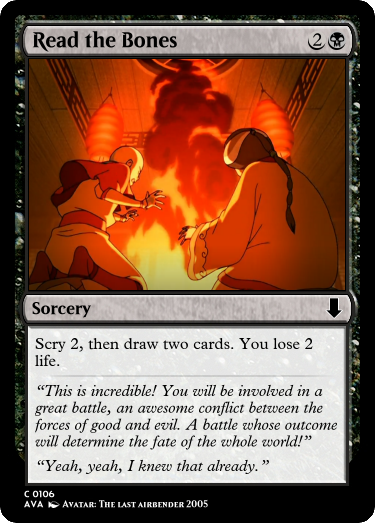 Read the Bones 2
Sorcery
Scry 2, then draw two cards. You lose 2
life.
“This is incredible! You will be involved in a
great battle, an awesome conflict between the
forces of good and evil. A battle whose outcome
will determine the fate of the whole world!”
“Yeah, yeah, I knew that already.”
C 0106
AVA Avatar: The last airbender 2005